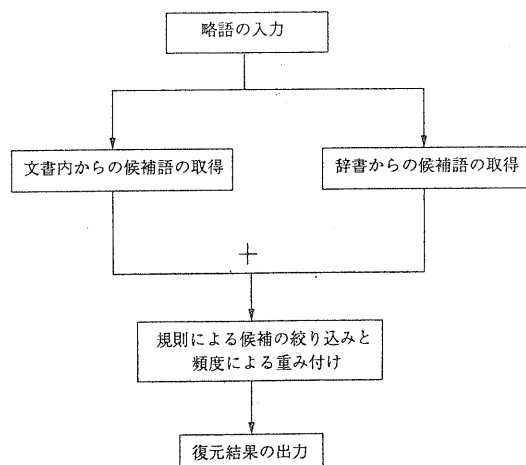 略語の入力
文書内からの候補語の取得
辞書からの候補語の取得
+
規則による候補の絞り込みと
頻度による重み付け
復元結果の出力